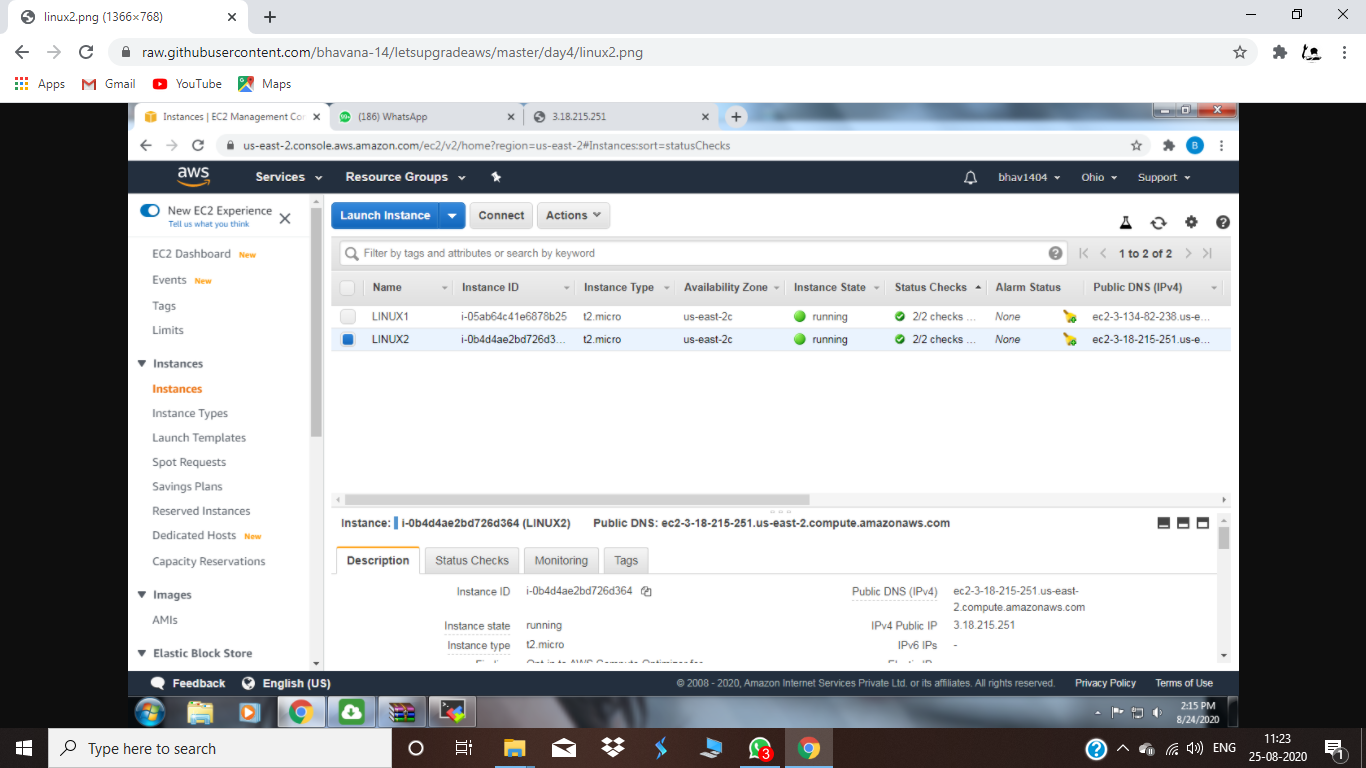 linux2.png (1366×768)
raw.githubusercontent.com/bhavana-14/letsupgradeaws/master/day4/linux2.png
Apps Gmail YouTube Maps
Instances | EC2 Management Con (186) WhatsApp 3.18.215.251
us-east-2.console.aws.amazon.com/ec2/v2/home?region=us-east-2#Instances:sort=statusChecks
aws Services Resource Groups bhav1404 Ohio Support
New EC2 Experience
Tell us what you think
EC2 Dashboard New
Events New
Tags
Limits
Instances
Instances
Instance Types
Launch Templates
Spot Requests
Savings Plans
Reserved Instances
Dedicated Hosts New
Capacity Reservations
Images
AMIs
Elastic Block Store
Launch Instance Connect Actions
Filter by tags and attributes or search by keyword 1 to 2 of 2
Name Instance ID Instance Type Availability Zone Instance State Status Checks Alarm Status Public DNS (IPv4)
LINUX1 i-05ab64c41e6878b25 t2.micro us-east-2c running 2/2 checks ... None ec2-3-134-82-238.us-e...
LINUX2 i-0b4d4ae2bd726d3... t2.micro us-east-2c running 2/2 checks ... None ec2-3-18-215-251.us-e...
Instance: i-0b4d4ae2bd726d364 (LINUX2) Public DNS: ec2-3-18-215-251.us-east-2.compute.amazonaws.com
Description Status Checks Monitoring Tags
Instance ID i-0b4d4ae2bd726d364 Public DNS (IPv4) ec2-3-18-215-251.us-east-
2.compute.amazonaws.com
Instance state running IPv4 Public IP 3.18.215.251
Instance type t2.micro IPv6 IPs -
Feedback English (US) © 2008 - 2020, Amazon Internet Services Private Ltd. or its affiliates. All rights reserved. Privacy Policy Terms of Use
2:15 PM
8/24/2020
Type here to search
3
ENG
11:23
25-08-2020
1